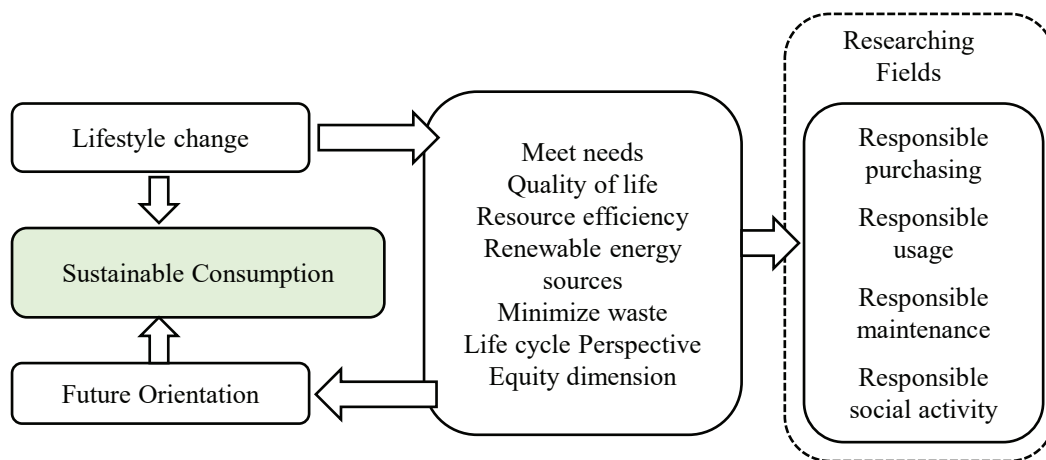 Lifestyle change
Sustainable Consumption
Future Orientation
Meet needs
Quality of life
Resource efficiency
Renewable energy
sources
Minimize waste
Life cycle Perspective
Equity dimension
Researching
Fields
Responsible
purchasing
Responsible
usage
Responsible
maintenance
Responsible
social activity